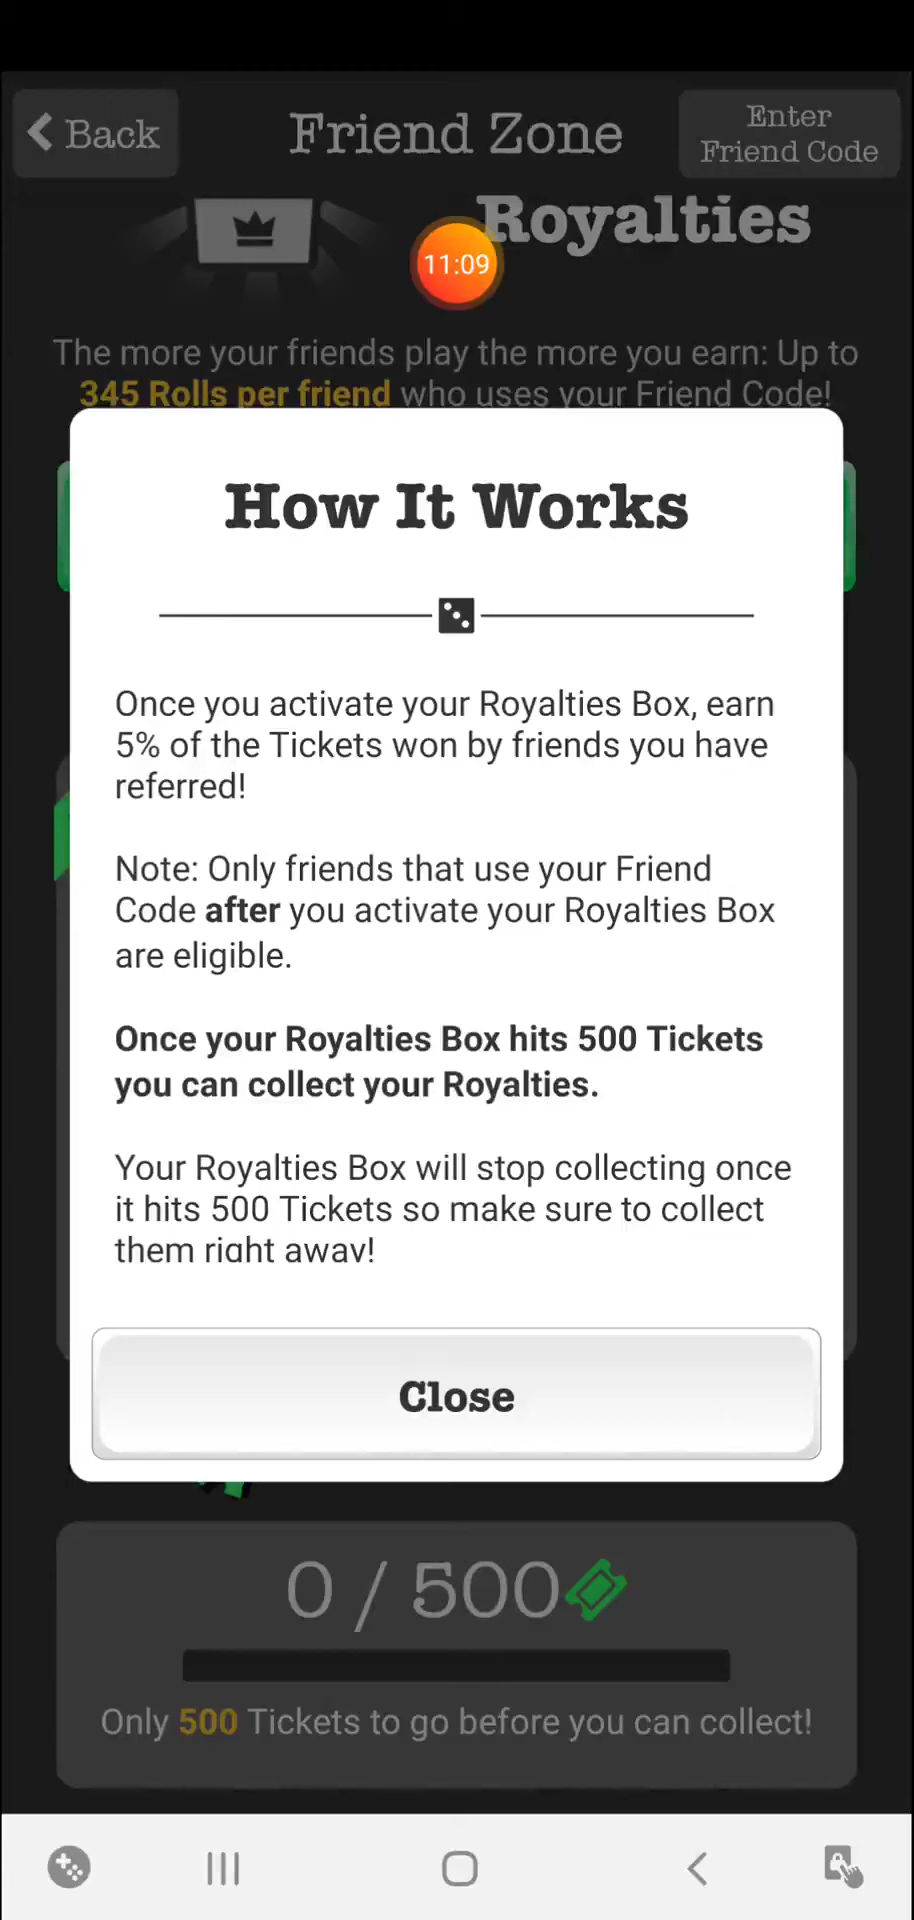 Back
Friend Zone
Enter
Friend Code
Royalties
11:09
The more your friends play the more you earn: Up to
345 Rolls per friend who uses your Friend Code!
How It Works
Once you activate your Royalties Box, earn
5% of the Tickets won by friends you have
referred!
Note: Only friends that use your Friend
Code after you activate your Royalties Box
are eligible.
Once your Royalties Box hits 500 Tickets
you can collect your Royalties.
Your Royalties Box will stop collecting once
it hits 500 Tickets so make sure to collect
them right away!
Close
0 / 500
Only 500 Tickets to go before you can collect!